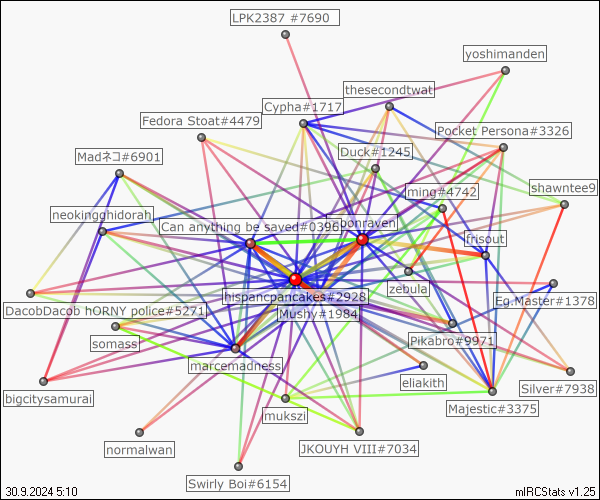 LPK2387 #7690
yoshimanden
thesecondtwat
Cypha#1717
Fedora Stoat#4479
Pocket Persona#3326
Duck#1245
Madネコ#6901
ming#4742
shawntee9
neokingghidorah
Can anything be saved#0396
bonraven
frisout
zebula
hispancpancakes#2928
Eg.Master#1378
DacobDacob hORNY police#5271
Mushy#1984
somass
Pikabro#9971
marcemadness
eliakith
Silver#7938
bigcitysamurai
mukszi
Majestic#3375
normalwan
JKOUYH VIII#7034
Swirly Boi#6154
30.9.2024 5:10
mIRCStats v1.25